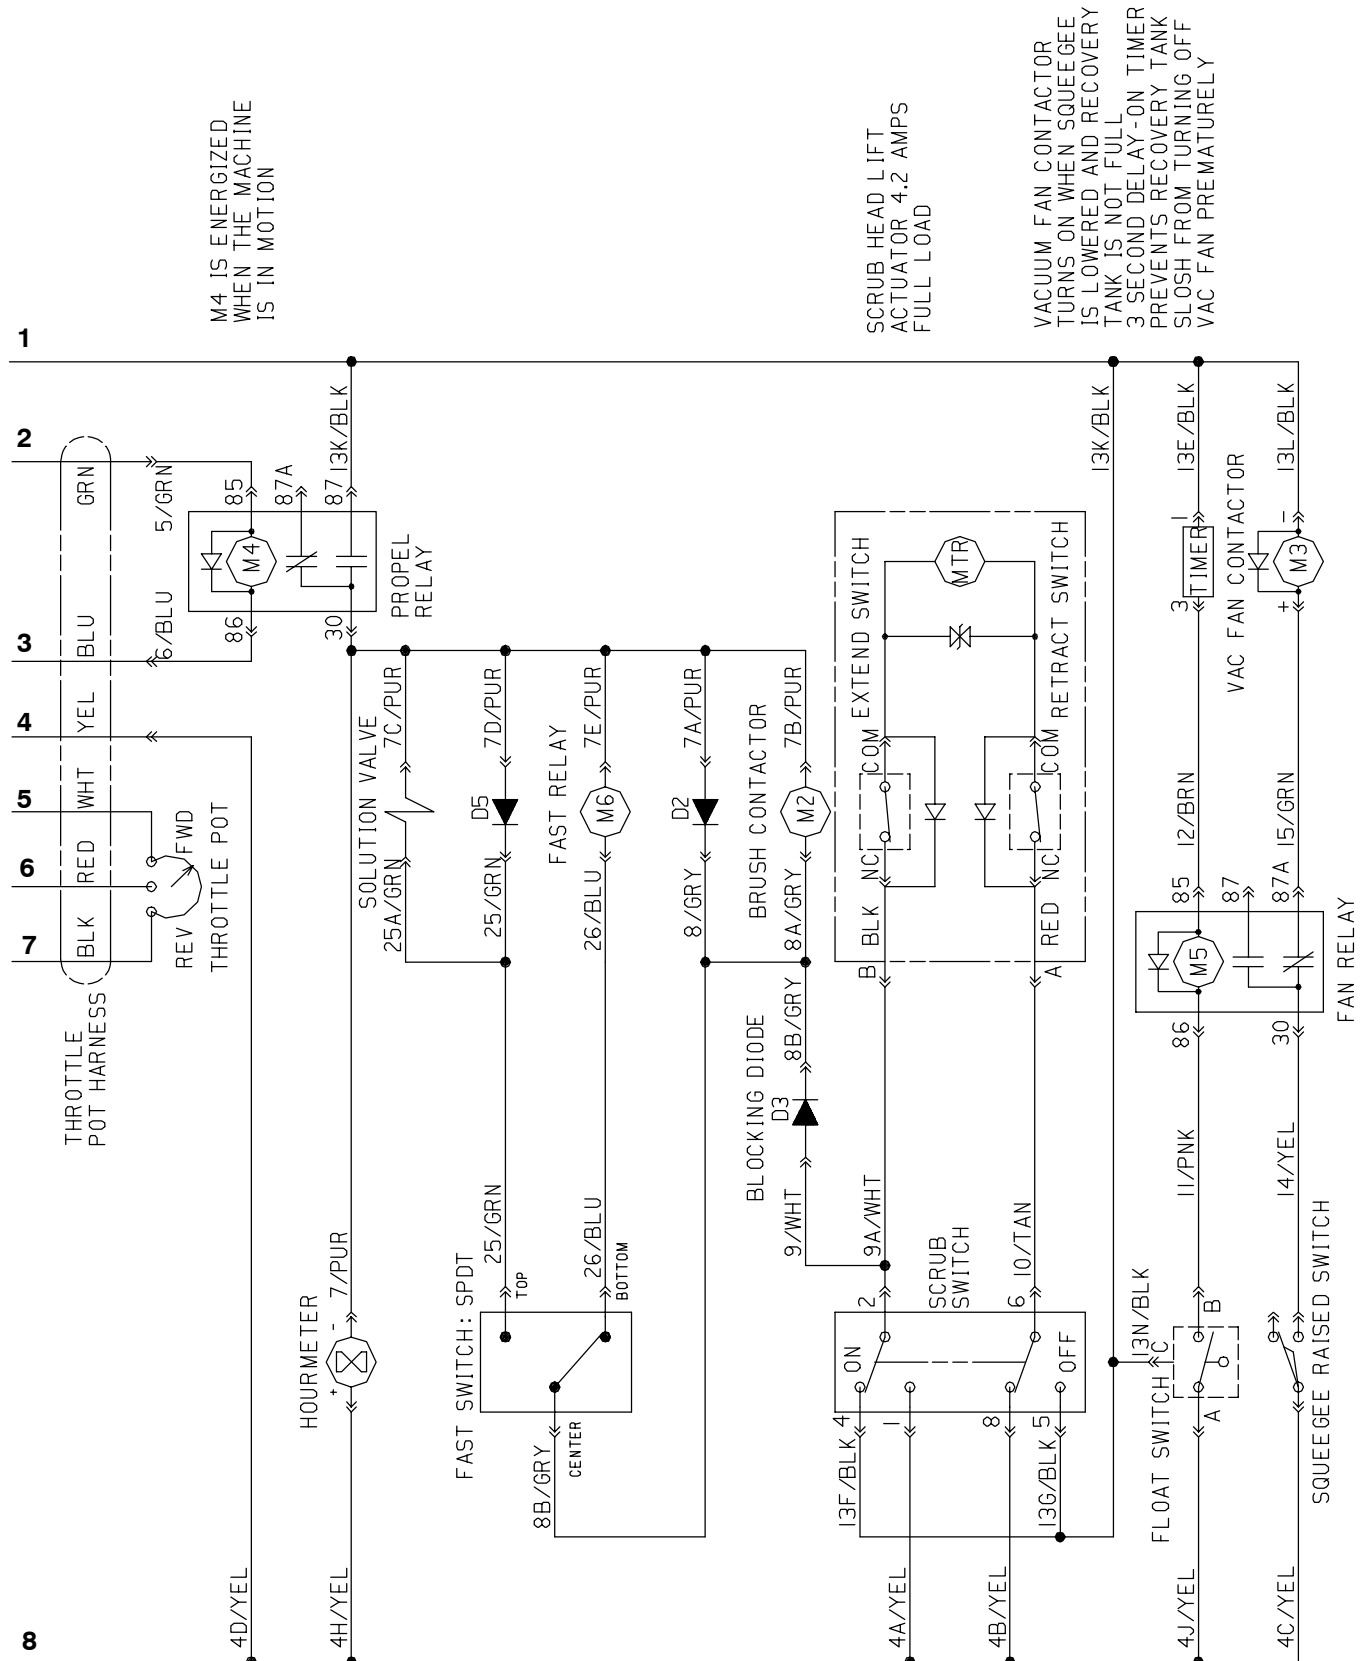 1
2
3
4
5
6
7
8
M4 IS ENERGIZED
WHEN THE MACHINE
IS IN MOTION
SCRUB HEAD LIFT
ACTUATOR 4.2 AMPS
FULL LOAD
VACUUM FAN CONTACTOR
TURNS ON WHEN SQUEEGEE
IS LOWERED AND RECOVERY
TANK IS NOT FULL
3 SECOND DELAY-ON TIMER
PREVENTS RECOVERY TANK
SLOSH FROM TURNING OFF
VAC FAN PREMATURELY
GRN
BLU
YEL
WHT
RED
BLK
THROTTLE
POT HARNESS
FWD
REV
THROTTLE POT
5/GRN
6/BLU
85
87A
87
13K/BLK
M4
86
30
PROPEL
RELAY
HOURMETER
+
-
7/PUR
4D/YEL
4H/YEL
SOLUTION VALVE
7C/PUR
25A/GRN
7D/PUR
D5
25/GRN
25/GRN
TOP
FAST RELAY
7E/PUR
M6
26/BLU
26/BLU
BOTTOM
FAST SWITCH: SPDT
CENTER
8B/GRY
7A/PUR
D2
8/GRY
BRUSH CONTACTOR
7B/PUR
M2
8A/GRY
8B/GRY
BLOCKING DIODE
D3
9/WHT
9A/WHT
EXTEND SWITCH
MTR
RETRACT SWITCH
COM
NC
BLK
B
COM
NC
RED
A
10/TAN
SCRUB
SWITCH
2
6
ON
OFF
4
1
8
5
13F/BLK
13G/BLK
4A/YEL
4B/YEL
13K/BLK
13N/BLK
FLOAT SWITCH
C
B
A
4J/YEL
11/PNK
13E/BLK
1
TIMER
3
12/BRN
85
87
87A
M5
86
30
FAN RELAY
VAC FAN CONTACTOR
13L/BLK
-
M3
+
15/GRN
14/YEL
SQUEEGEE RAISED SWITCH
4C/YEL